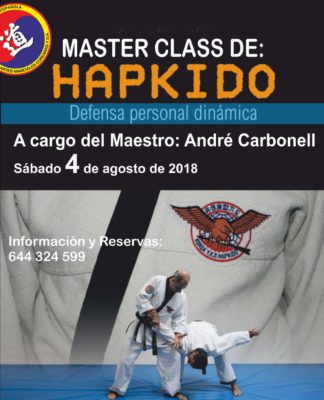 ESPAÑOLA
MASTER CLASS DE:
HAPKIDO
Defensa personal dinámica
A cargo del Maestro: André Carbonell
Sábado 4 de agosto de 2018
Información y Reservas:
644 324 599